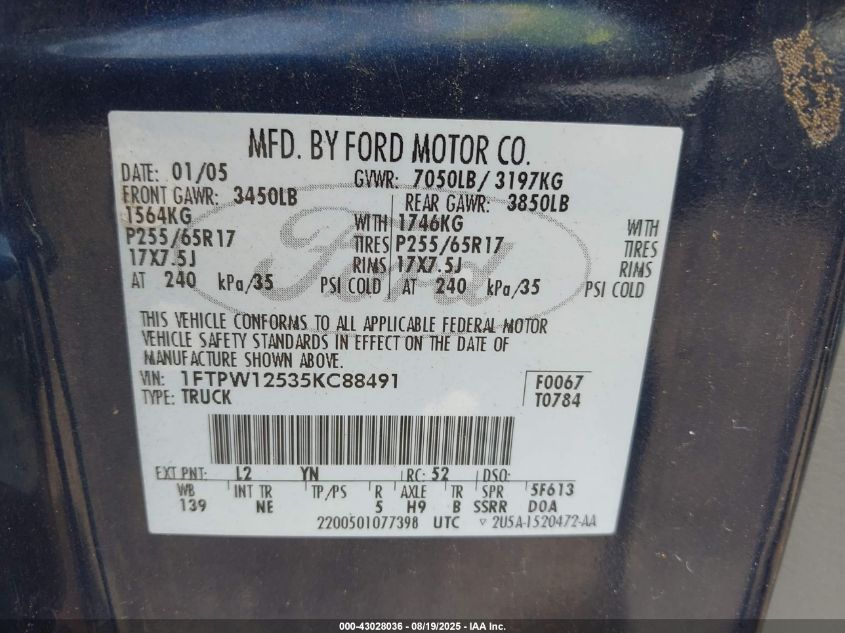 MFD. BY FORD MOTOR CO.
DATE: 01/05 GVWR: 7050LB/ 3197KG
FRONT GAWR: 3450LB REAR GAWR: 3850LB
1564KG WITH 1746KG WITH
P255/65R17 TIRES P255/65R17 TIRES
17X7.5J RIMS 17X7.5J RIMS
AT 240 kPa/35 PSI COLD AT 240 kPa/35 PSI COLD
THIS VEHICLE CONFORMS TO ALL APPLICABLE FEDERAL MOTOR
VEHICLE SAFETY STANDARDS IN EFFECT ON THE DATE OF
MANUFACTURE SHOWN ABOVE.
VIN: 1FTPW12535KC88491 F0067
TYPE: TRUCK T0784
EXT PNT: L2 YN RC: 52 DSO:
WB INT TR TP/PS R AXLE TR SPR 5F613
139 NE 5 H9 B SSRR DOA
2200501077398 UTC ▽ 2U5A-1520472-AA
Ford
000-43028036 - 08/19/2025 - IAA Inc.